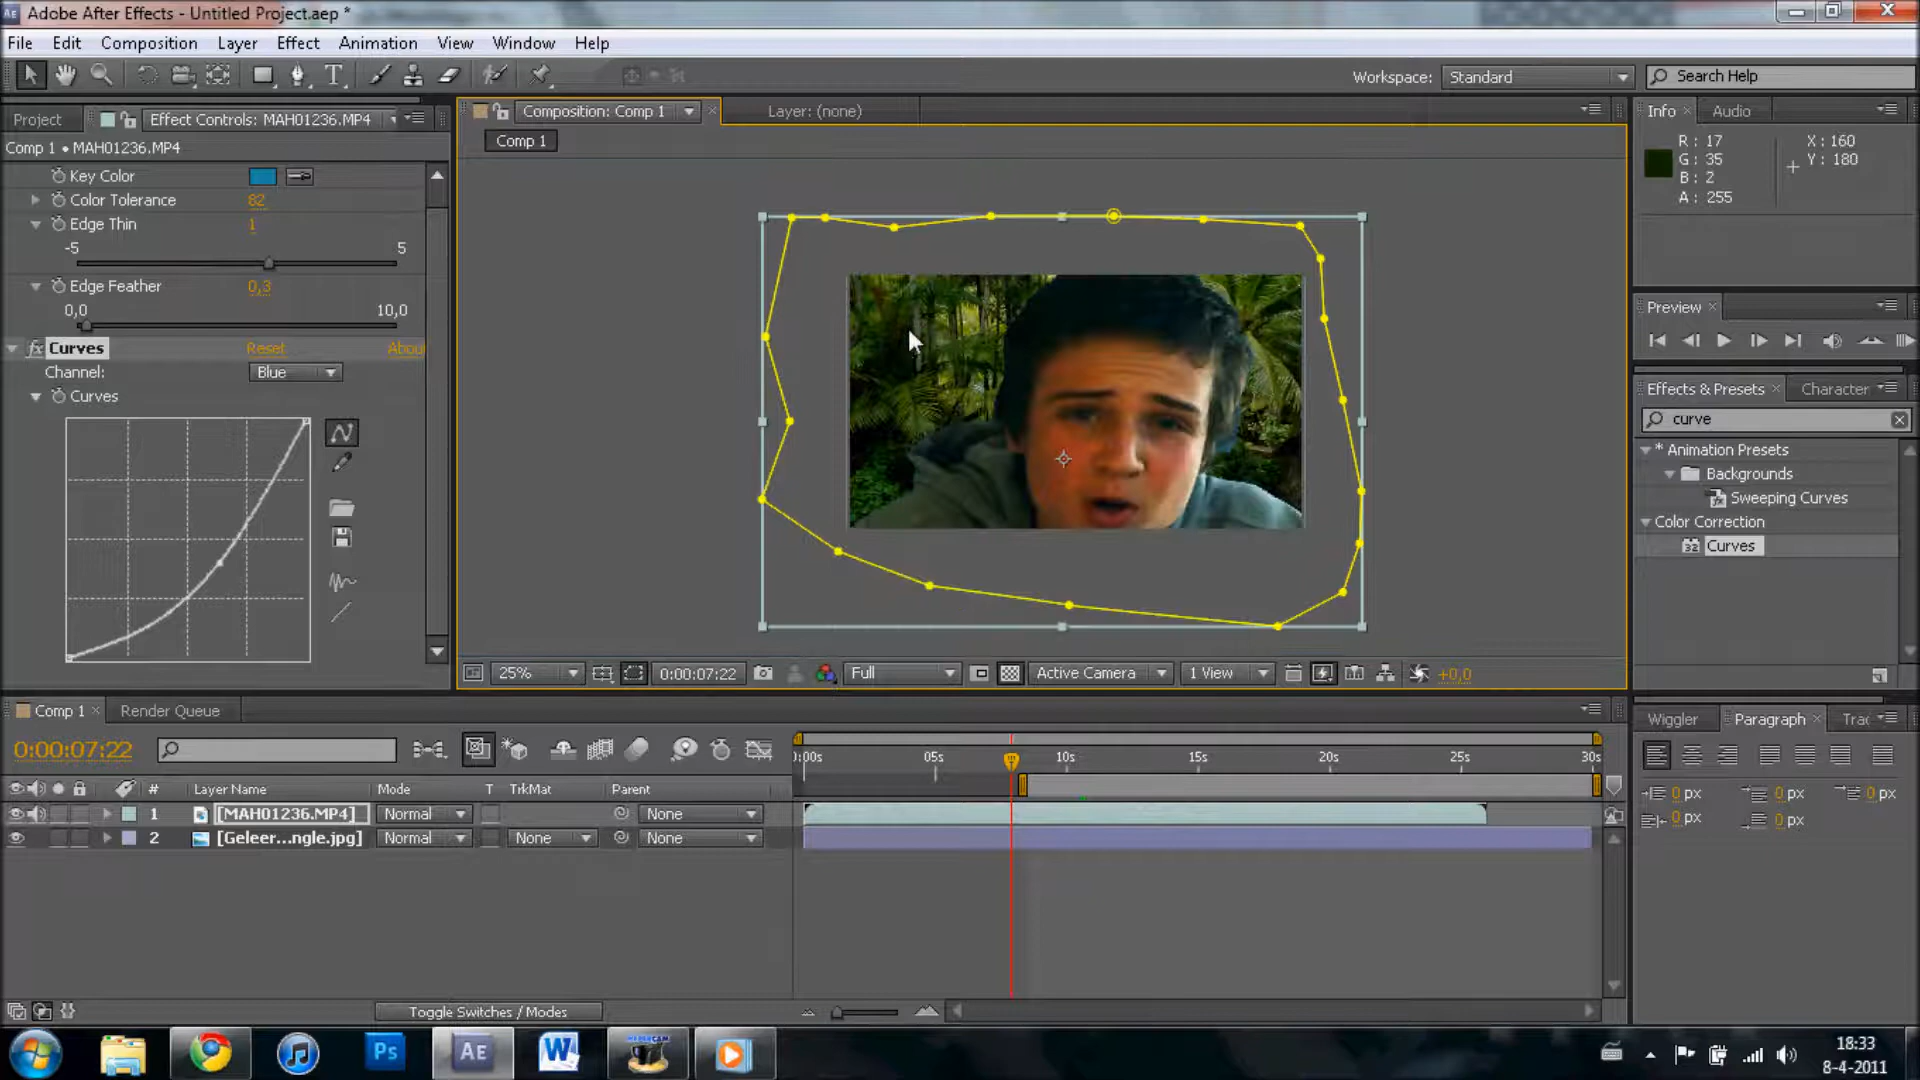 Adobe After Effects - Untitled Project.aep *
File Edit Composition Layer Effect Animation View Window Help
Workspace: Standard Search Help
Project Effect Controls: MAH01236.MP4
Comp 1 • MAH01236.MP4
Key Color
Color Tolerance 82
Edge Thin 1
-5 5
Edge Feather 0,3
0,0 10,0
fx Curves Reset Abou
Channel: Blue
Curves
Composition: Comp 1 Layer: (none)
Comp 1
25% 0:00:07:22 Full Active Camera 1 View +0,0
Info Audio
R: 17 X: 160
G: 35 Y: 180
B: 2
A: 255
Preview
Effects & Presets Character
curve
* Animation Presets
Backgrounds
Sweeping Curves
Color Correction
32 Curves
Comp 1 Render Queue
0:00:07:22
):00s 05s 10s 15s 20s 25s 30s
# Layer Name Mode T TrkMat Parent
1 [MAH01236.MP4] Normal None
2 [Geleer...ngle.jpg] Normal None None
Toggle Switches / Modes
Wiggler Paragraph Trac
0 px 0 px 0 px
0 px 0 px
Ps AE W
18:33
8-4-2011